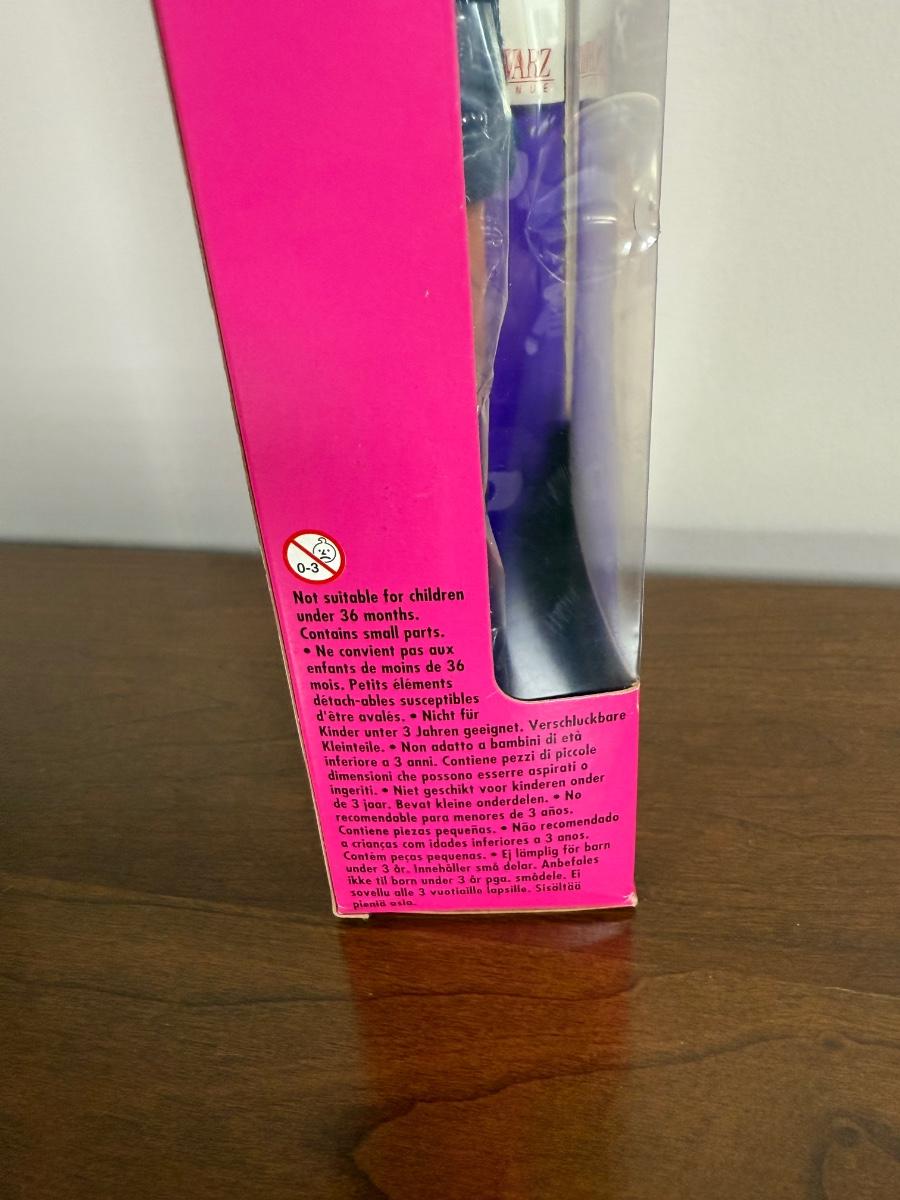 VARZ
N U E
0-3
Not suitable for children
under 36 months.
Contains small parts.
• Ne convient pas aux
enfants de moins de 36
mois. Petits éléments
détach-ables susceptibles
d'être avalés. • Nicht für
Kinder unter 3 Jahren geeignet. Verschluckbare
Kleinteile. • Non adatto a bambini di età
inferiore a 3 anni. Contiene pezzi di piccole
dimensioni che possono esserre aspirati o
ingeriti. • Niet geschikt voor kinderen onder
de 3 jaar. Bevat kleine onderdelen. • No
recomendable para menores de 3 años.
Contiene piezas pequeñas. • Não recomendado
a crianças com idades inferiores a 3 anos.
Contém peças pequenas. • Ej lämplig för barn
under 3 år. Innehåller små delar. Anbefales
ikke til born under 3 år pga. smådele. Ei
sovellu alle 3 vuotiaille lapsille. Sisältää
pieniä osia.